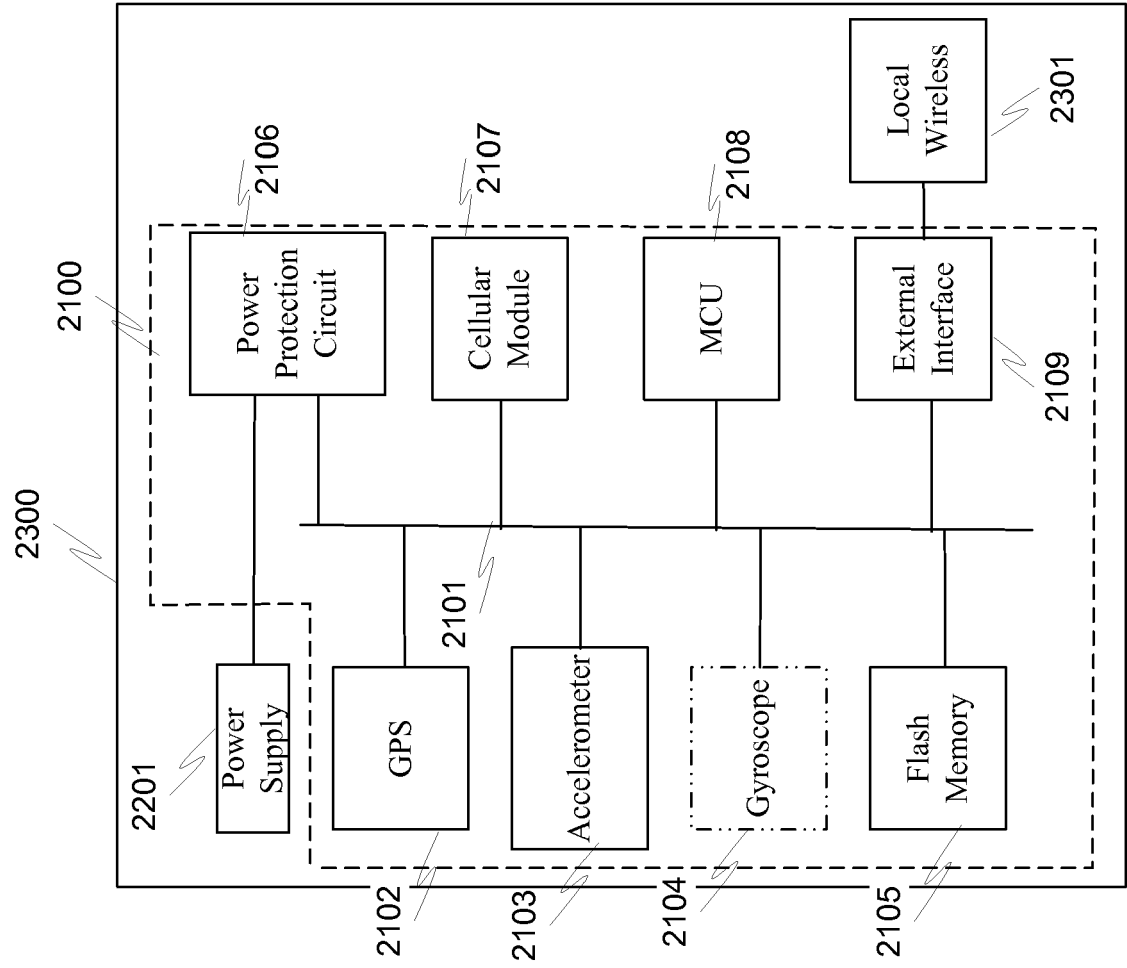 2300
2100
2201
Power
Supply
Power
Protection
Circuit
2106
2102
GPS
2101
Cellular
Module
2107
2103
Accelerometer
2104
Gyroscope
MCU
2108
2105
Flash
Memory
External
Interface
Local
Wireless
2109
2301